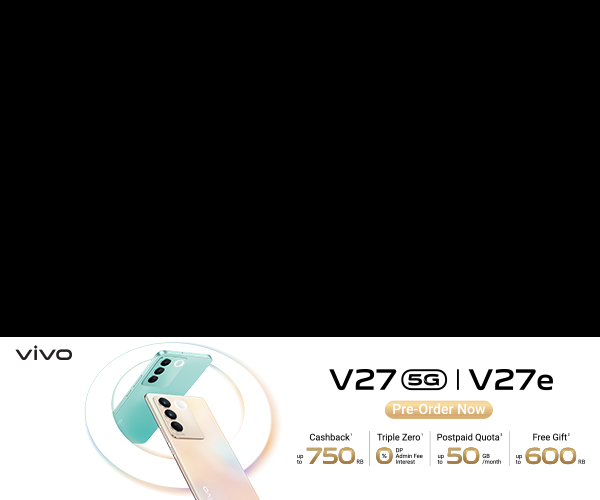 vivo
V27 5G | V27e
Pre-Order Now
Cashback¹
up to 750 RB
Triple Zero¹
0% DP Admin Fee Interest
Postpaid Quota¹
up to 50 GB /month
Free Gift¹
up to 600 RB